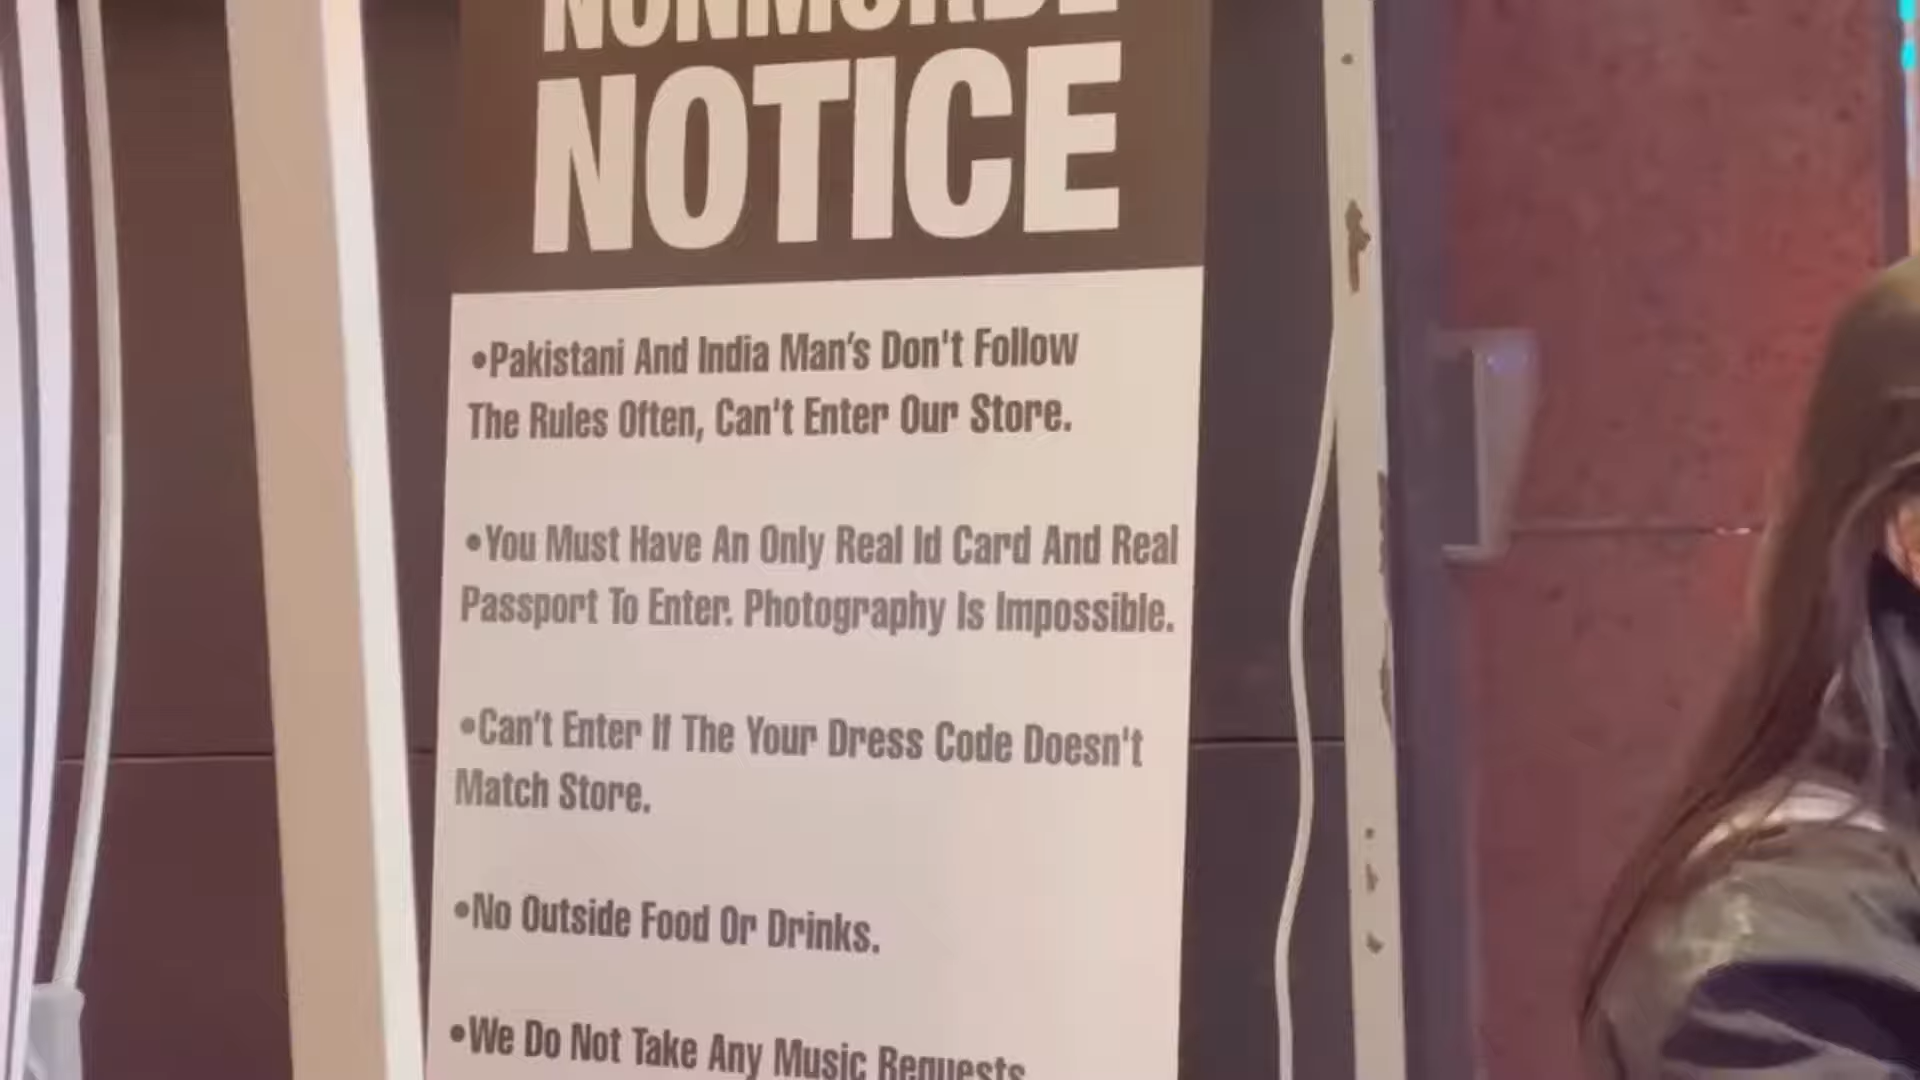 NOTICE
•Pakistani And India Man's Don't Follow
The Rules Often, Can't Enter Our Store.
•You Must Have An Only Real Id Card And Real
Passport To Enter. Photography Is Impossible.
•Can't Enter If The Your Dress Code Doesn't
Match Store.
•No Outside Food Or Drinks.
•We Do Not Take Any Music Requests